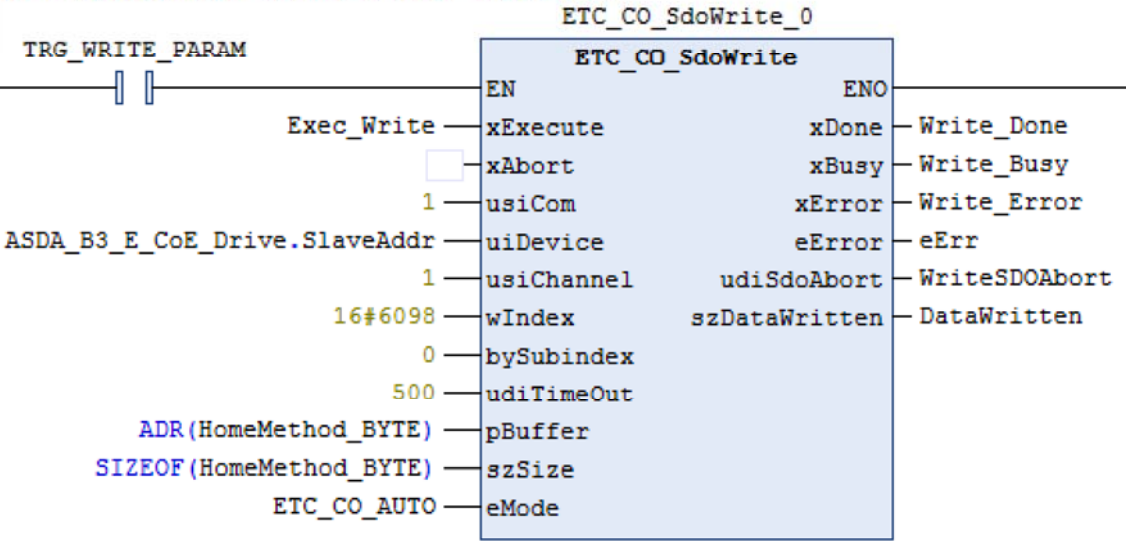 ETC_CO_SdoWrite_0
TRG_WRITE_PARAM
ETC_CO_SdoWrite
EN ENO
Exec_Write xExecute xDone Write_Done
xAbort xBusy Write_Busy
1 usiCom xError Write_Error
ASDA_B3_E_CoE_Drive.SlaveAddr uiDevice eError eErr
1 usiChannel udiSdoAbort WriteSDOAbort
16#6098 wIndex szDataWritten DataWritten
0 bySubindex
500 udiTimeOut
ADR(HomeMethod_BYTE) pBuffer
SIZEOF(HomeMethod_BYTE) szSize
ETC_CO_AUTO eMode